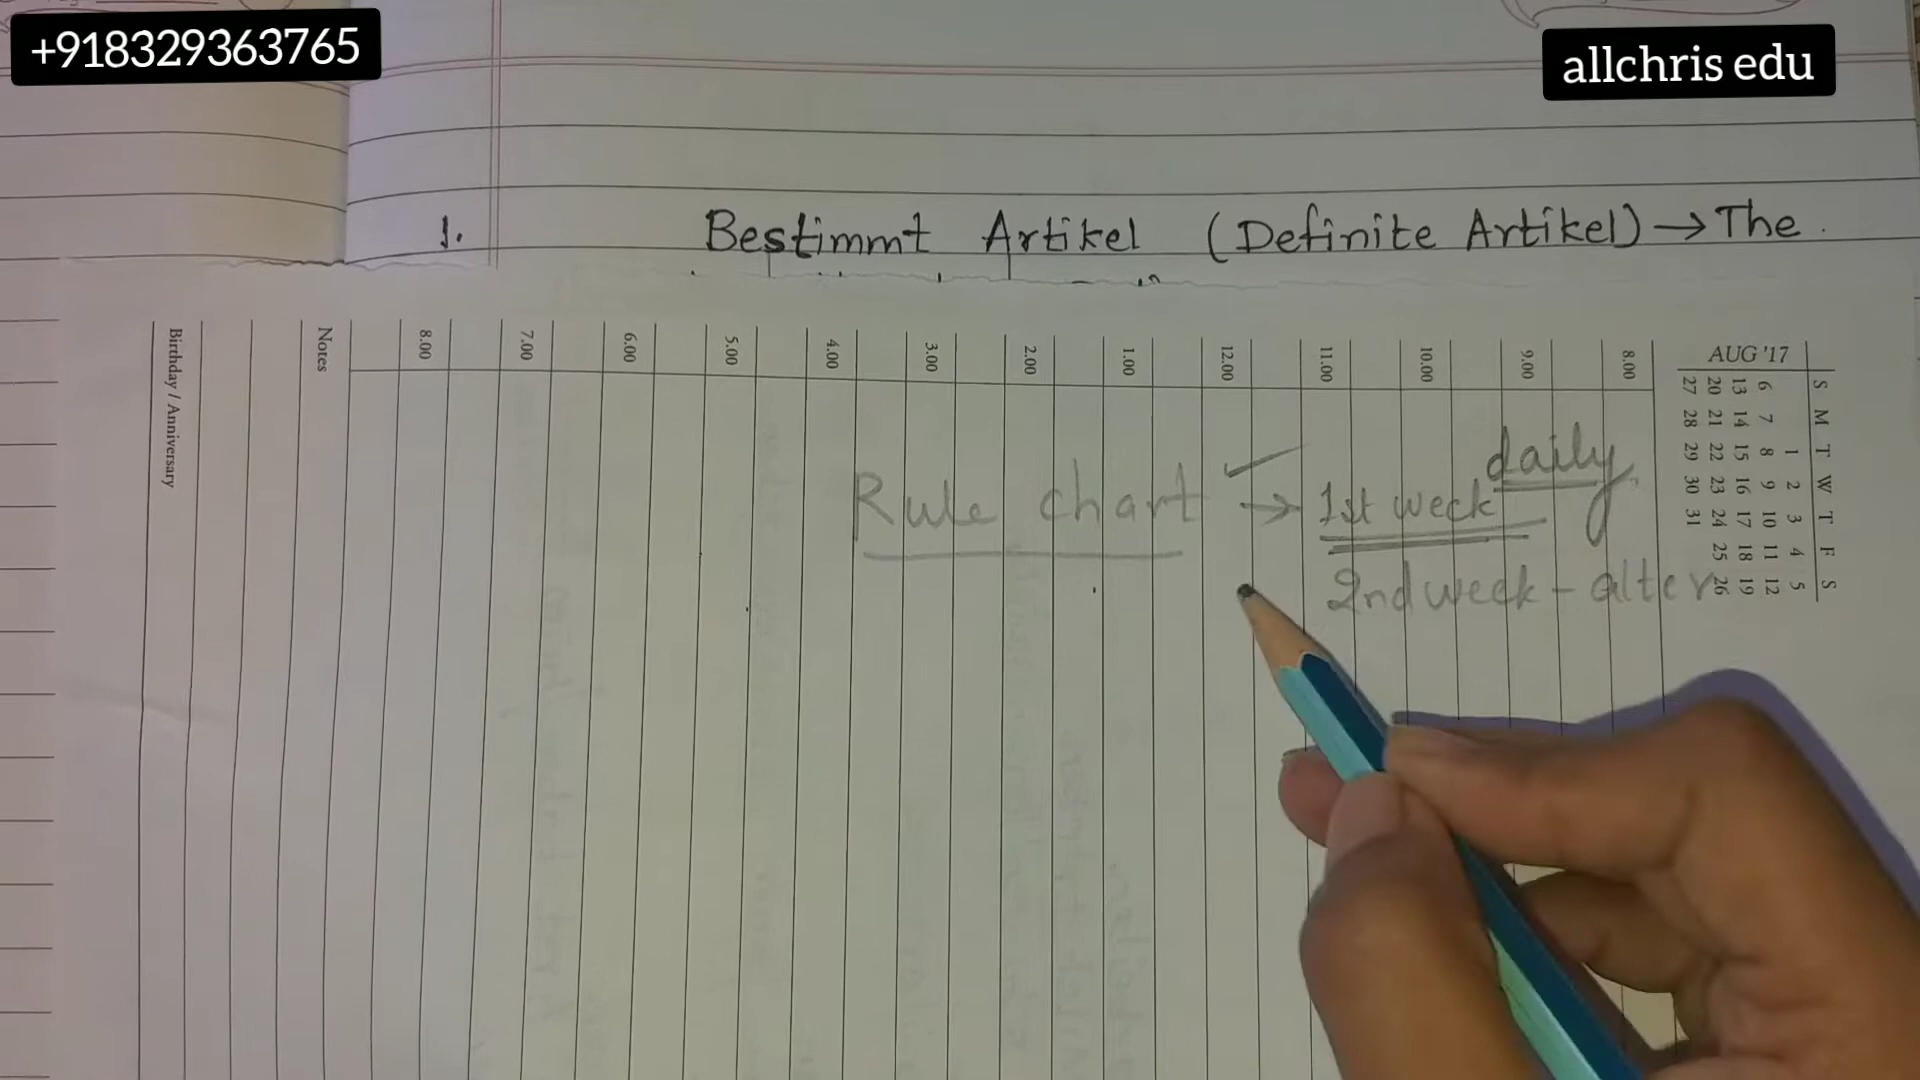 +918329363765
allchris edu
1. Bestimmt Artikel (Definite Artikel) → The
Birthday / Anniversary
Notes
8.00
7.00
6.00
5.00
4.00
3.00
2.00
1.00
12.00
11.00
10.00
9.00
8.00
AUG '17
S 6 13 20 27
M 7 14 21 28
T 1 8 15 22 29
W 2 9 16 23 30
T 3 10 17 24 31
F 4 11 18 25
S 5 12 19 26
daily
Rule chart → 1st week
2nd week - alter